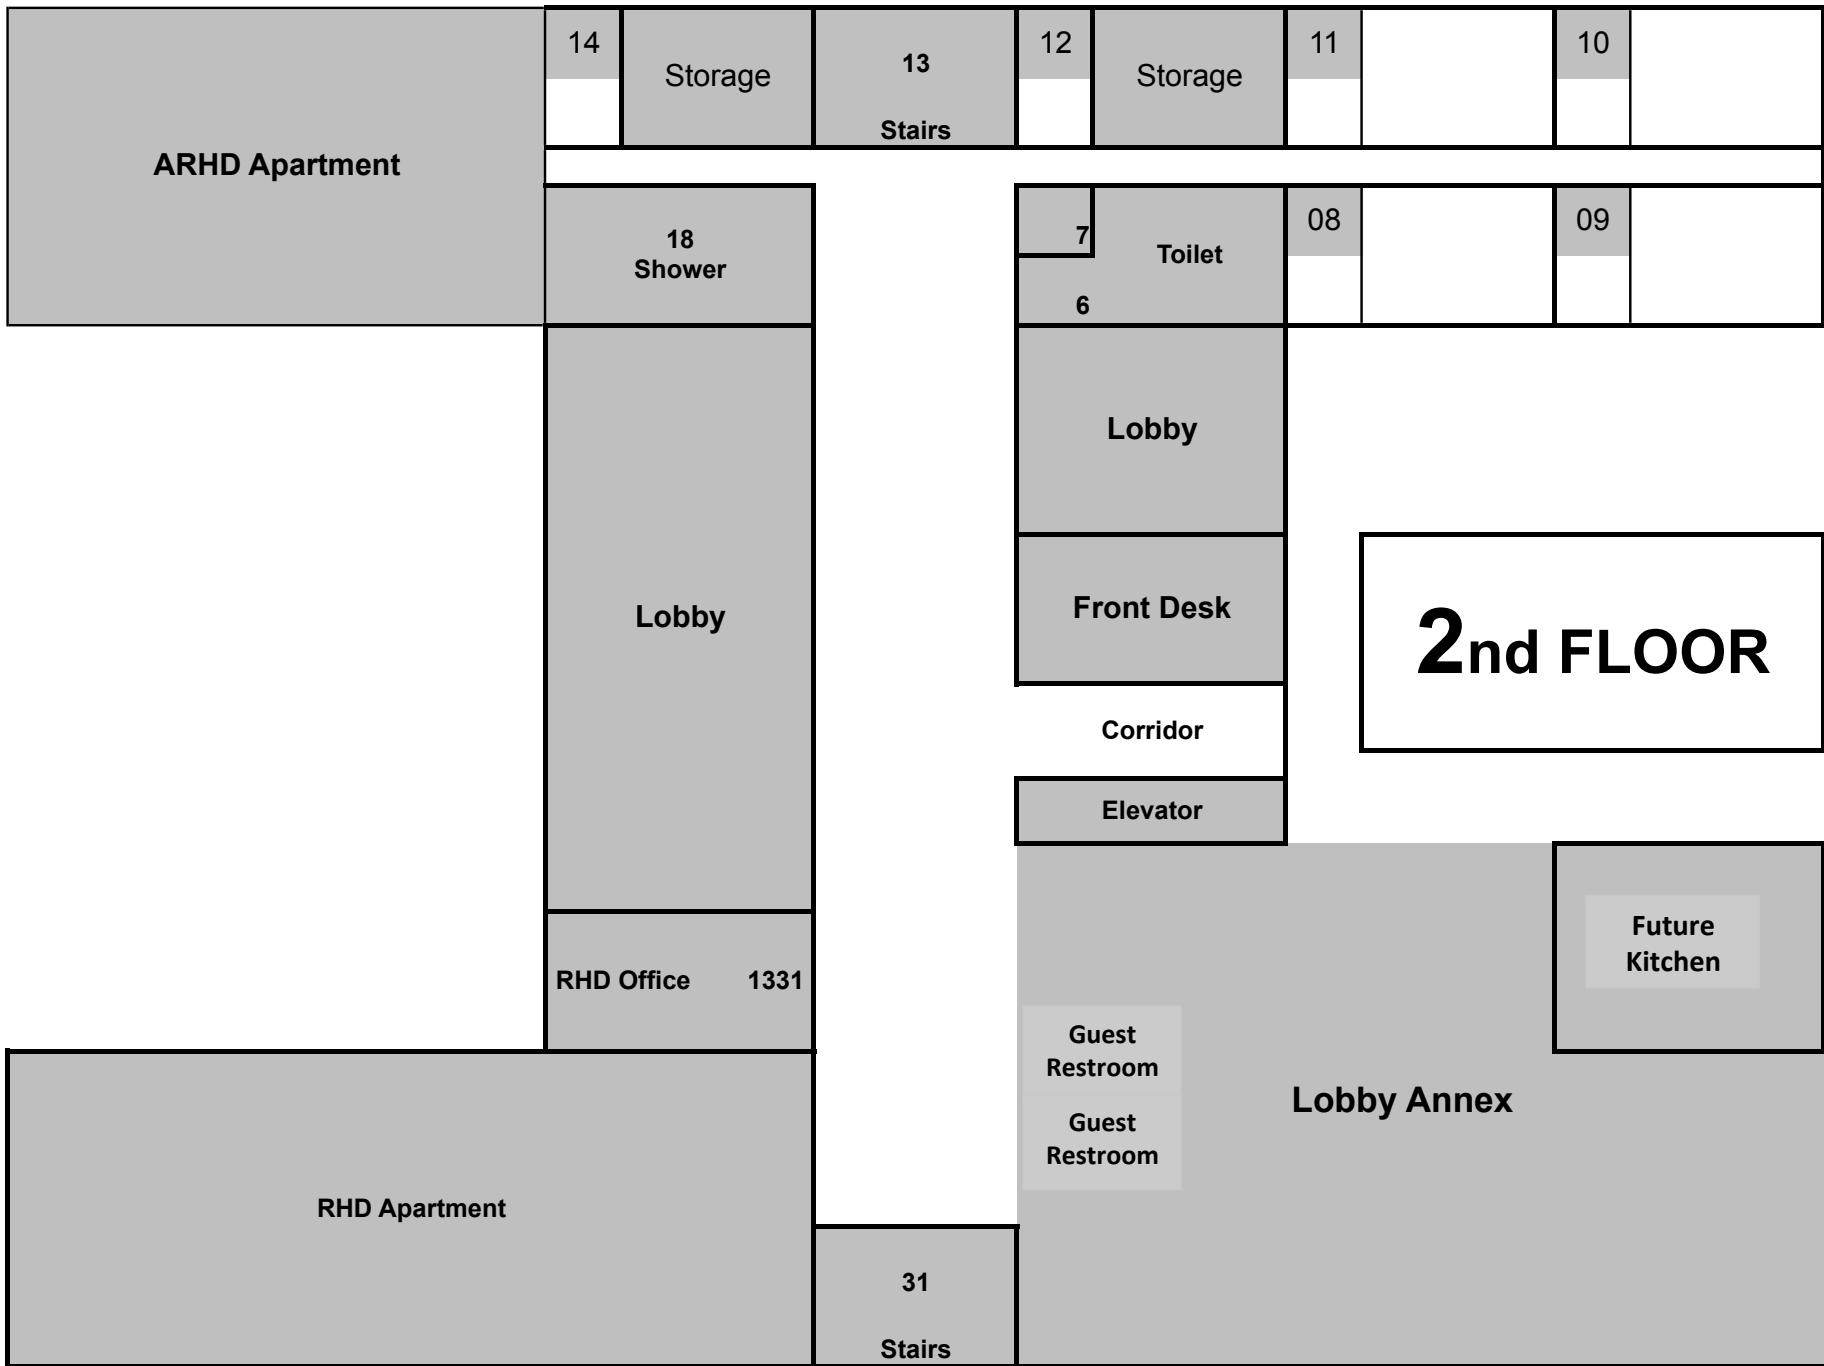 14
Storage
13
Stairs
12
Storage
11
10
ARHD Apartment
18
Shower
7
Toilet
6
08
09
Lobby
Lobby
Front Desk
2nd FLOOR
Corridor
Elevator
RHD Office 1331
Future
Kitchen
Guest
Restroom
Guest
Restroom
Lobby Annex
RHD Apartment
31
Stairs